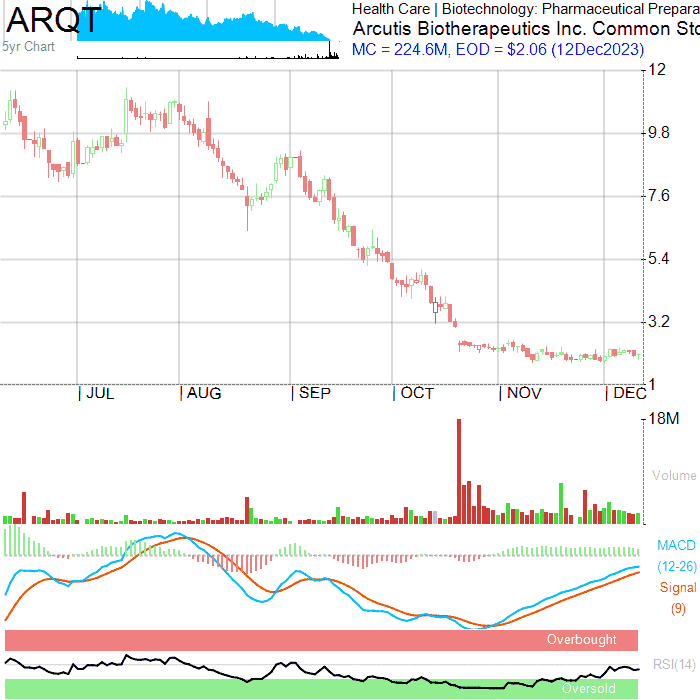 ARQT
5yr Chart
Health Care | Biotechnology: Pharmaceutical Prepara
Arcutis Biotherapeutics Inc. Common Sto
MC = 224.6M, EOD = $2.06 (12Dec2023)
12
9.8
7.6
5.4
3.2
1
JUL
AUG
SEP
OCT
NOV
DEC
18M
Volume
MACD
(12-26)
Signal
(9)
Overbought
RSI(14)
Oversold